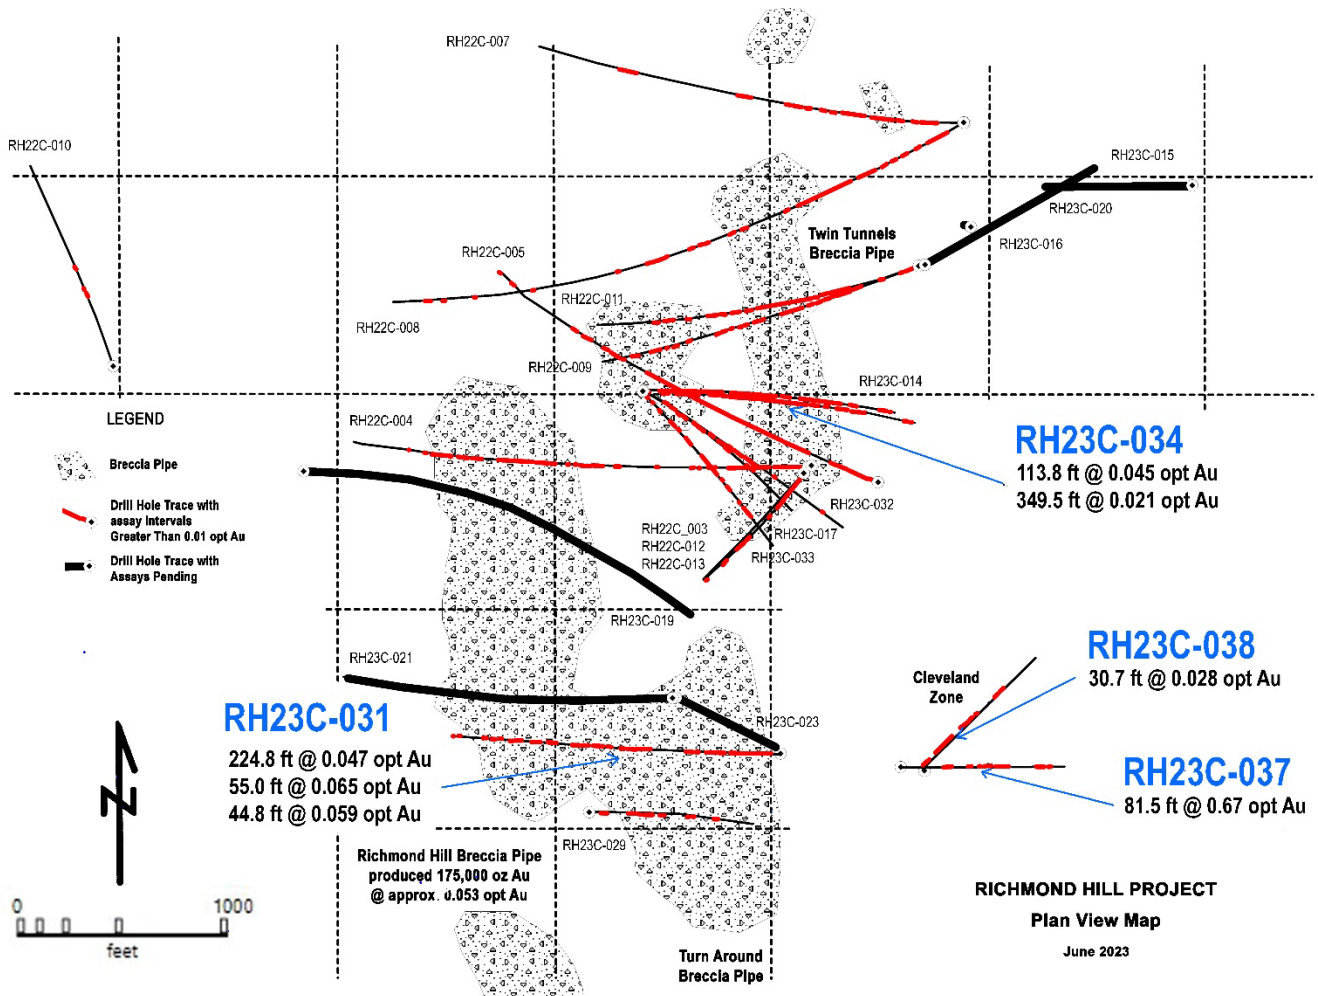 RH22C-007
RH22C-010
RH23C-015
RH23C-020
Twin Tunnels
Breccia Pipe
RH23C-016
RH22C-005
RH22C-011
RH22C-008
RH22C-009
RH23C-014
LEGEND
Breccia Pipe
Drill Hole Trace with
assay Intervals
Greater Than 0.01 opt Au
Drill Hole Trace with
Assays Pending
RH22C-004
RH23C-034
113.8 ft @ 0.045 opt Au
349.5 ft @ 0.021 opt Au
RH23C-032
RH22C_003
RH22C-012
RH22C-013
RH23C-017
RH23C-033
RH23C-019
RH23C-021
RH23C-023
RH23C-031
224.8 ft @ 0.047 opt Au
55.0 ft @ 0.065 opt Au
44.8 ft @ 0.059 opt Au
Cleveland
Zone
RH23C-038
30.7 ft @ 0.028 opt Au
RH23C-037
81.5 ft @ 0.67 opt Au
RH23C-029
Richmond Hill Breccia Pipe
produced 175,000 oz Au
@ approx. 0.053 opt Au
N
0 1000
feet
Turn Around
Breccia Pipe
RICHMOND HILL PROJECT
Plan View Map
June 2023